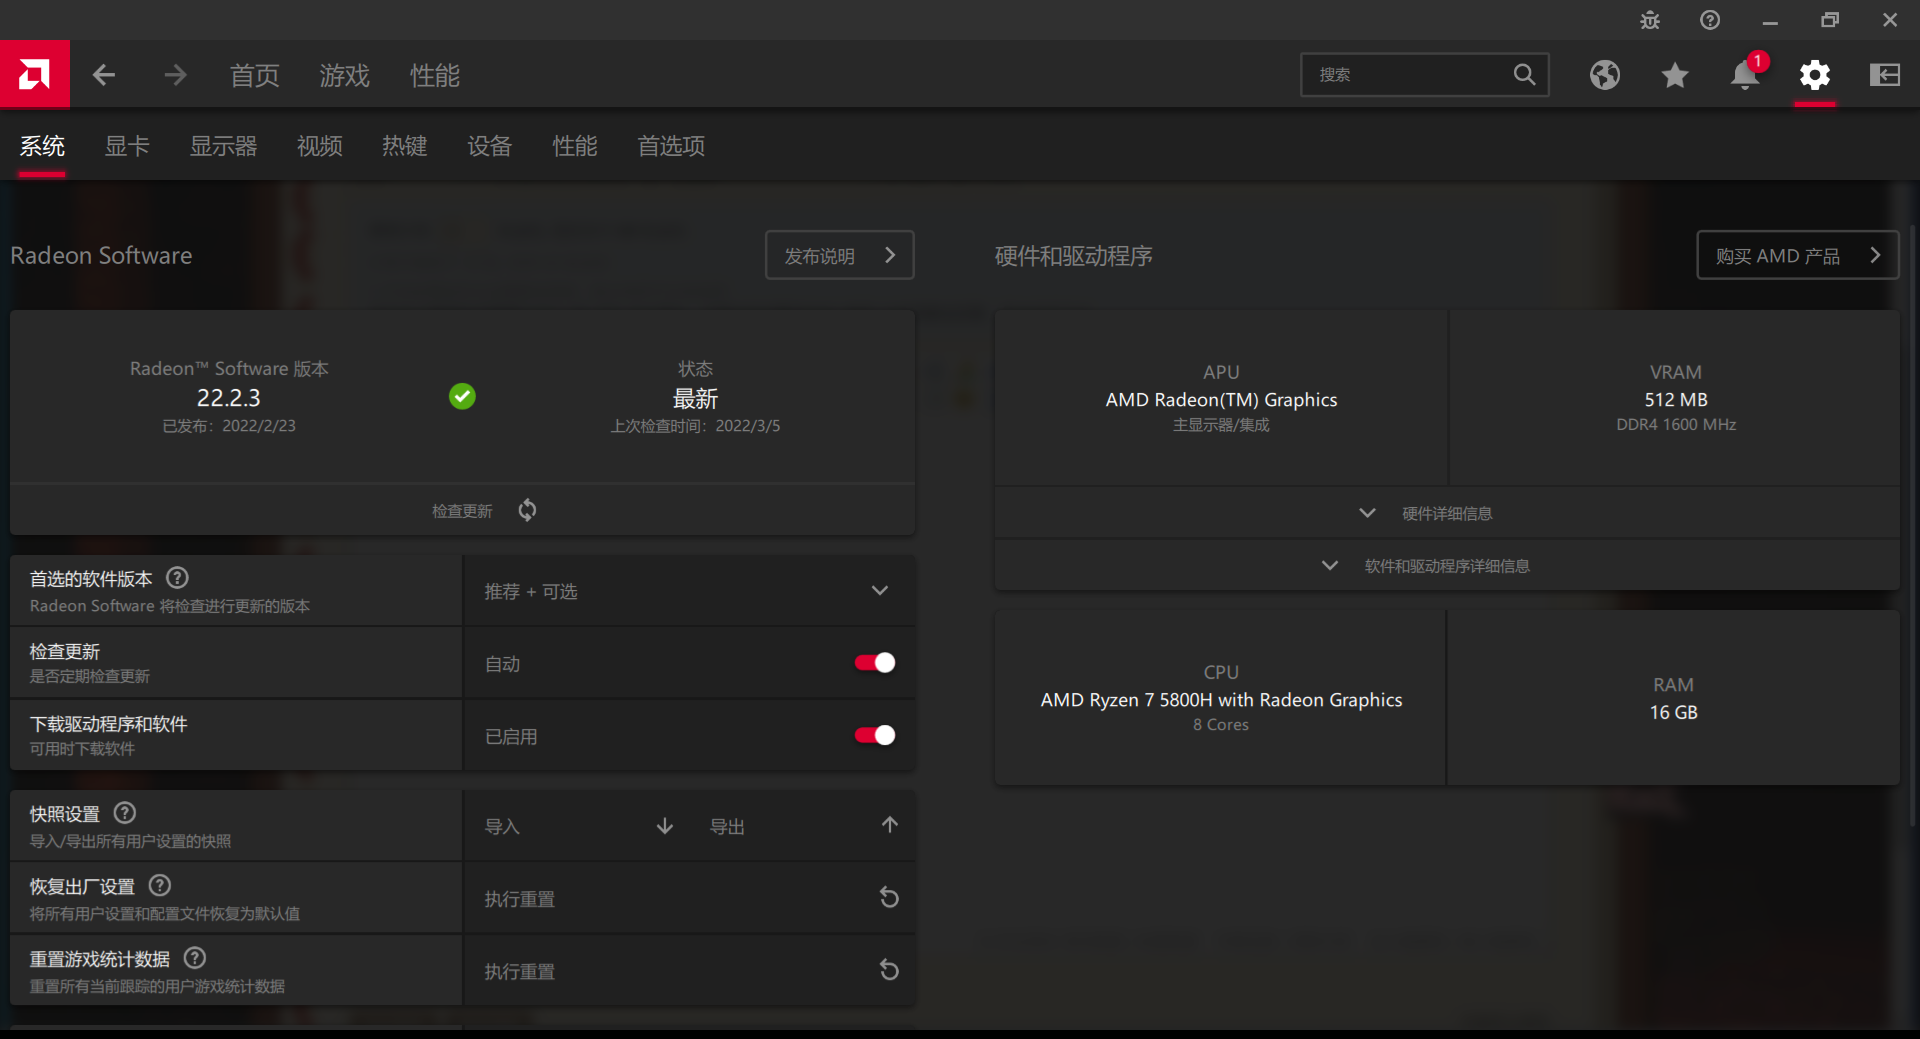 首页 游戏 性能 搜索 1
系统 显卡 显示器 视频 热键 设备 性能 首选项
Radeon Software 发布说明
Radeon™ Software 版本
22.2.3
已发布：2022/2/23
状态
最新
上次检查时间：2022/3/5
检查更新
首选的软件版本
Radeon Software 将检查进行更新的版本
推荐 + 可选
检查更新
是否定期检查更新
自动
下载驱动程序和软件
可用时下载软件
已启用
快照设置
导入/导出所有用户设置的快照
导入 导出
恢复出厂设置
将所有用户设置和配置文件恢复为默认值
执行重置
重置游戏统计数据
重置所有当前跟踪的用户游戏统计数据
执行重置
硬件和驱动程序 购买 AMD 产品
APU
AMD Radeon(TM) Graphics
主显示器/集成
VRAM
512 MB
DDR4 1600 MHz
硬件详细信息
软件和驱动程序详细信息
CPU
AMD Ryzen 7 5800H with Radeon Graphics
8 Cores
RAM
16 GB